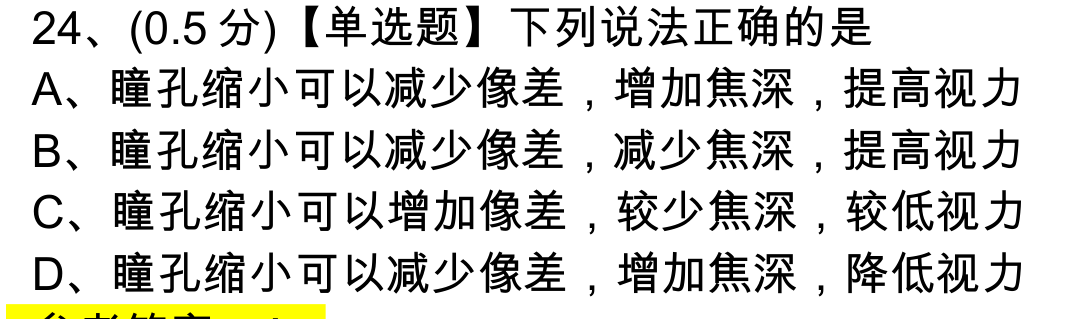 24、(0.5 分)【单选题】下列说法正确的是
A、瞳孔缩小可以减少像差，增加焦深，提高视力
B、瞳孔缩小可以减少像差，减少焦深，提高视力
C、瞳孔缩小可以增加像差，较少焦深，较低视力
D、瞳孔缩小可以减少像差，增加焦深，降低视力